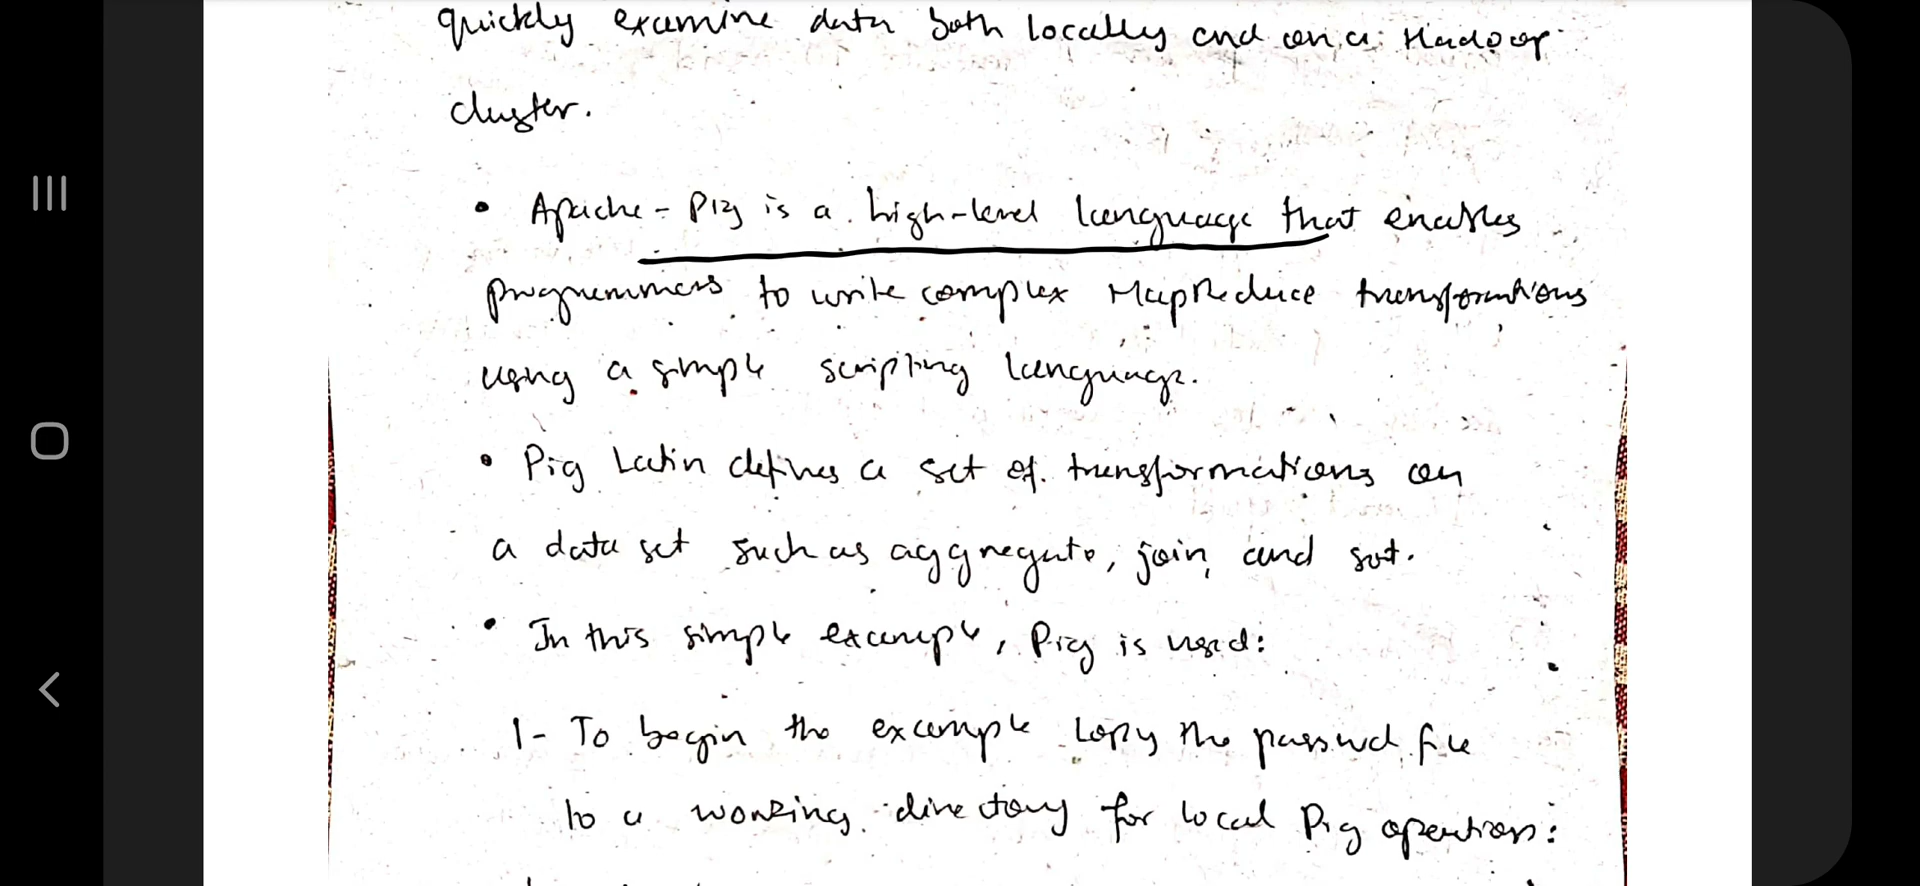 quickly examine data both locally and on a Hadoop
cluster.
• Apache-Pig is a high-level language that enables
programmers to write complex MapReduce transformations
using a simple scripting language.
• Pig Latin defines a set of transformations on
a data set such as aggregate, join, and sort.
• In this simple example, Pig is used:
1- To begin the example copy the passwd file
to a working directory for local Pig operation: